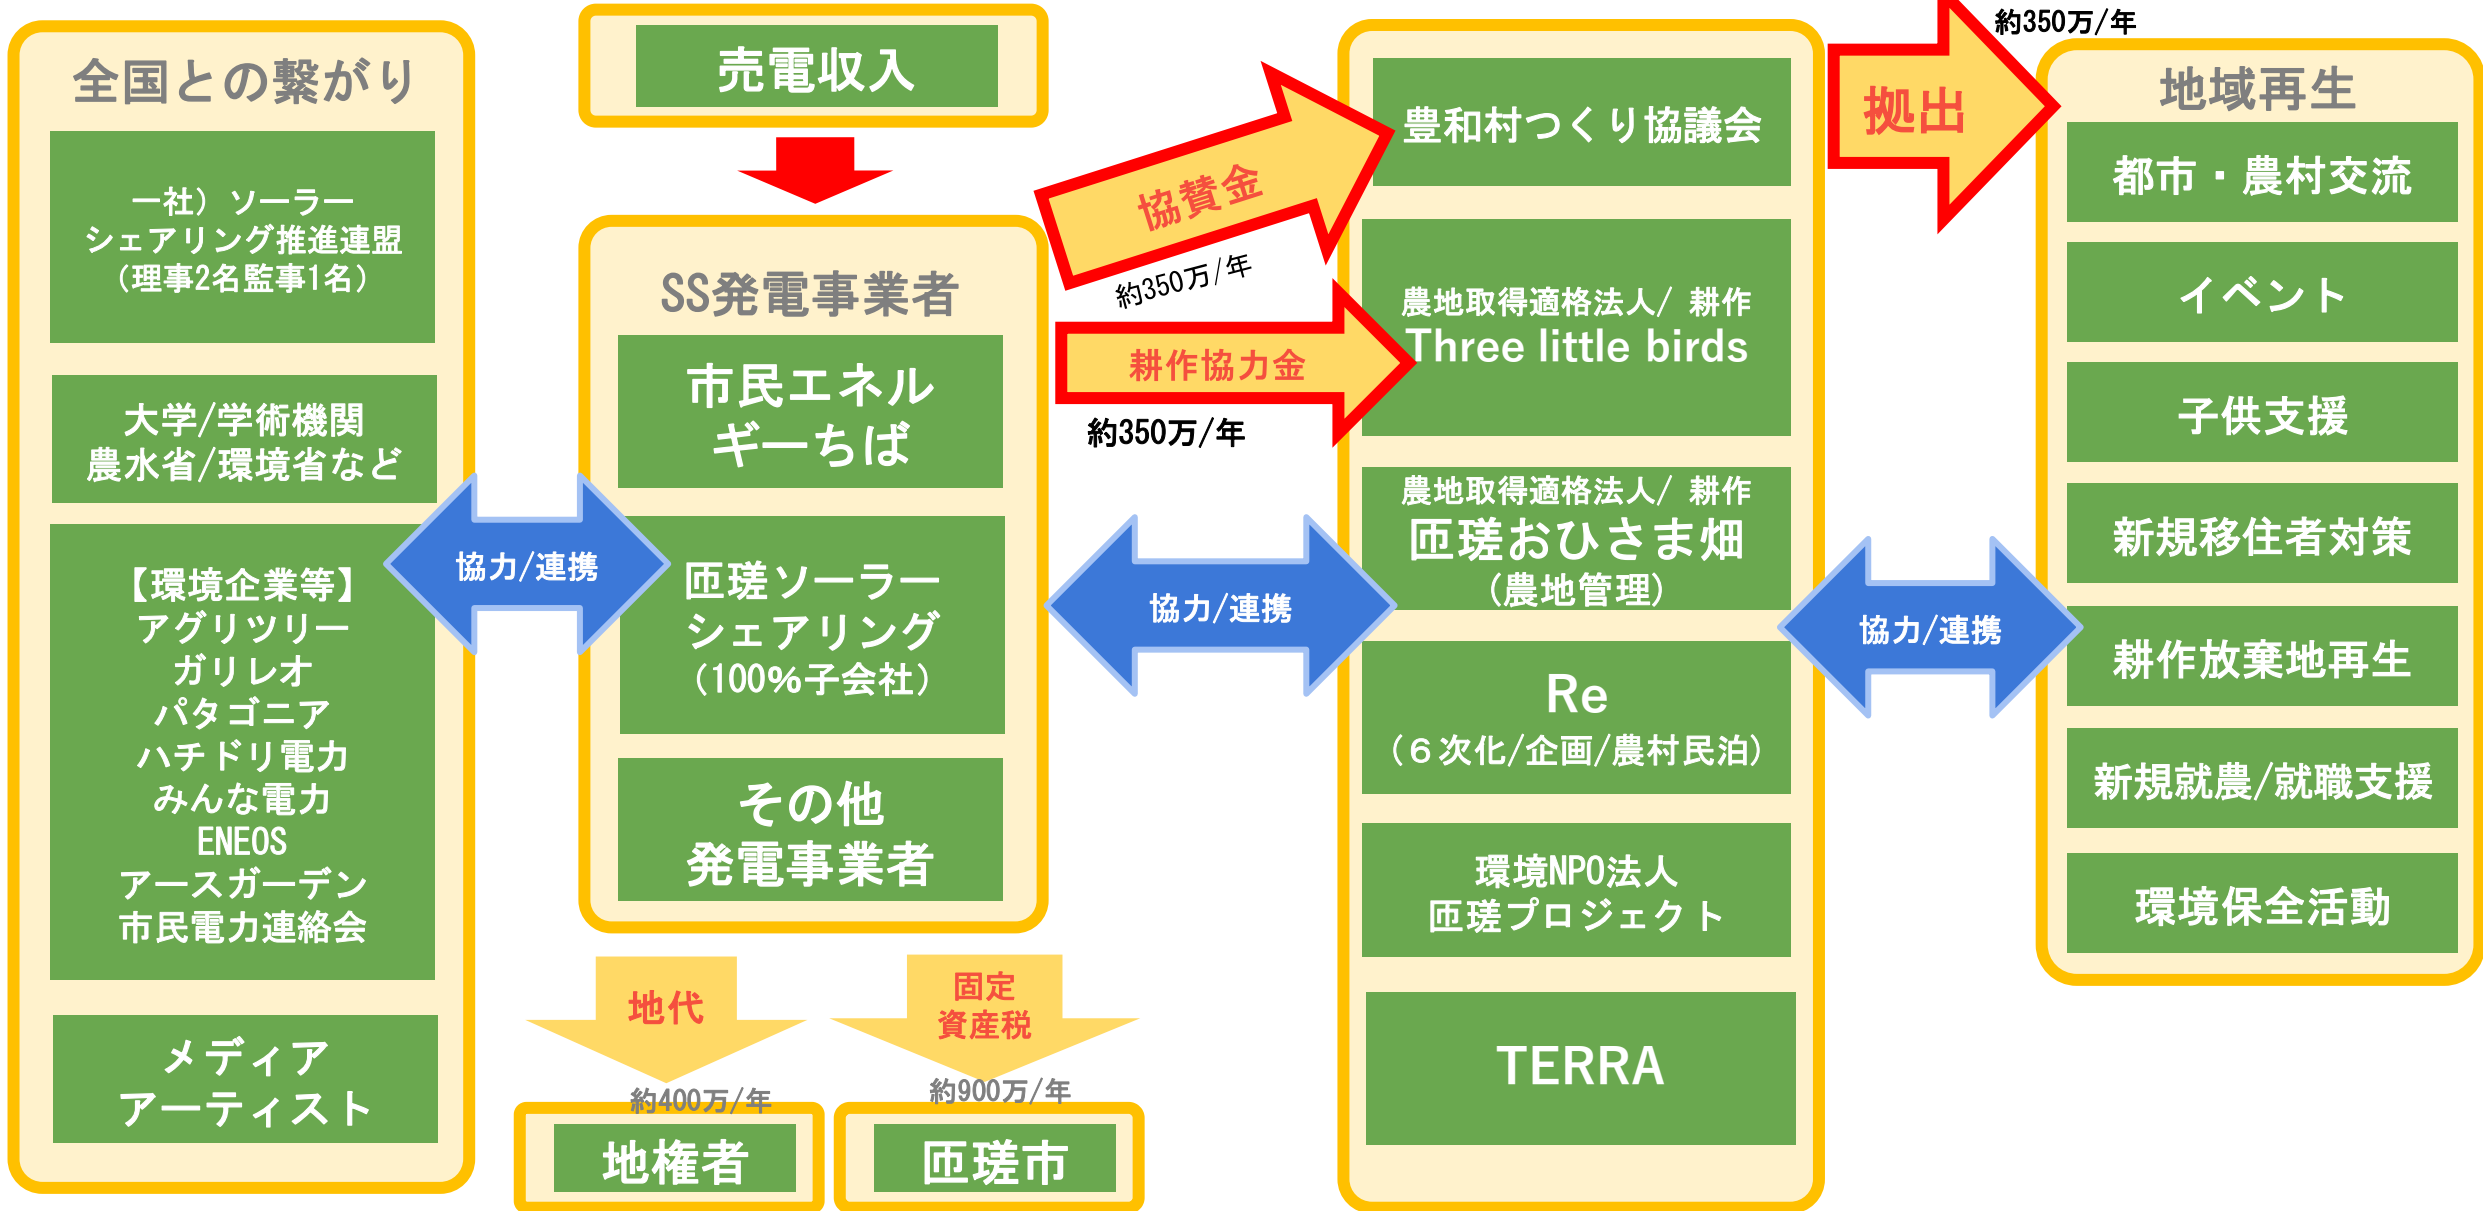 全国との繋がり
一社）ソーラー
シェアリング推進連盟
（理事2名監事1名）
大学/学術機関
農水省/環境省など
【環境企業等】
アグリツリー
ガリレオ
パタゴニア
ハチドリ電力
みんな電力
ENEOS
アースガーデン
市民電力連絡会
メディア
アーティスト
協力/連携
売電収入
SS発電事業者
市民エネル
ギーちば
匝瑳ソーラー
シェアリング
（100%子会社）
その他
発電事業者
地代
約400万/年
地権者
固定
資産税
約900万/年
匝瑳市
協賛金
約350万/年
耕作協力金
約350万/年
協力/連携
豊和村つくり協議会
農地取得適格法人/ 耕作
Three little birds
農地取得適格法人/ 耕作
匝瑳おひさま畑
（農地管理）
Re
（６次化/企画/農村民泊）
環境NPO法人
匝瑳プロジェクト
TERRA
拠出
約350万/年
協力/連携
地域再生
都市・農村交流
イベント
子供支援
新規移住者対策
耕作放棄地再生
新規就農/就職支援
環境保全活動